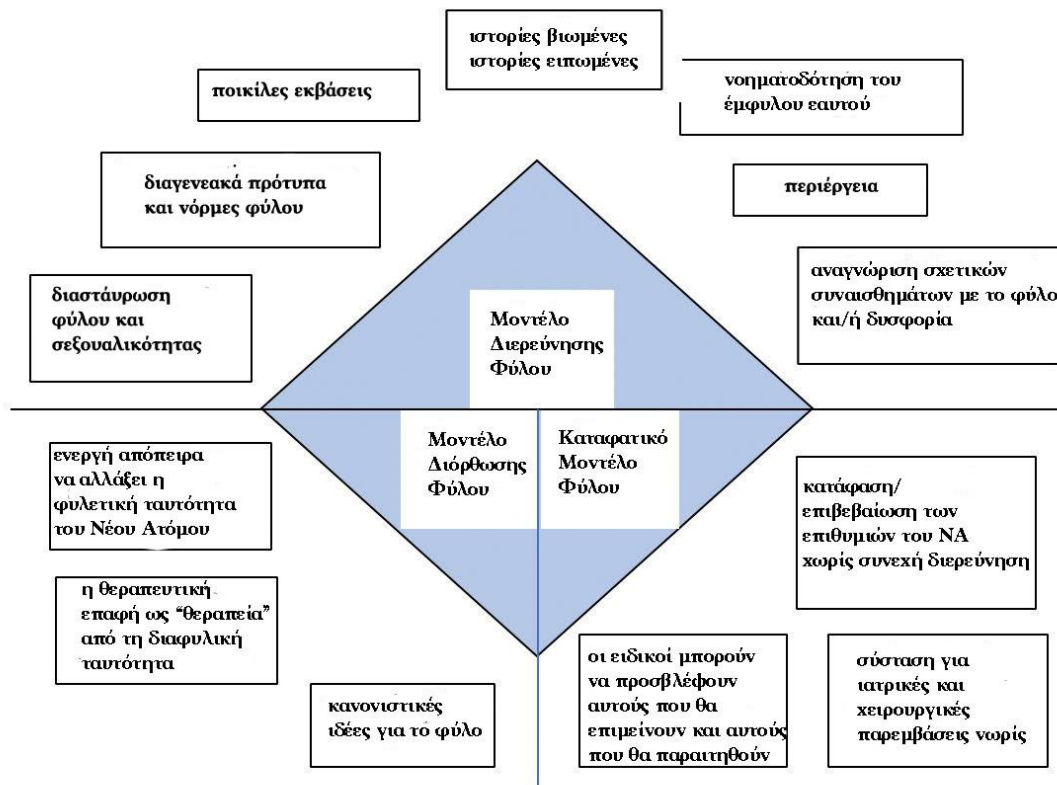 ιστορίες βιωμένες
ιστορίες ειπωμένες
ποικίλες εκβάσεις
νοηματοδότηση του
έμφυλου εαυτού
διαγενεακά πρότυπα
και νόρμες φύλου
περιέργεια
διαστάυρωση
φύλου και
σεξουαλικότητας
αναγνώριση σχετικών
συναισθημάτων με το φύλο
και/ή δυσφορία
Μοντέλο
Διερεύνησης
Φύλου
Μοντέλο
Διόρθωσης
Φύλου
Καταφατικό
Μοντέλο
Φύλου
ενεργή απόπειρα
να αλλάξει η
φυλετική ταυτότητα
του Νέου Ατόμου
κατάφαση/
επιβεβαίωση των
επιθυμιών του ΝΑ
χωρίς συνεχή διερεύνηση
η θεραπευτική
επαφή ως “θεραπεία”
από τη διαφυλική
ταυτότητα
κανονιστικές
ιδέες για το φύλο
οι ειδικοί μπορούν
να προσβλέψουν
αυτούς που θα
επιμείνουν και αυτούς
που θα παραιτηθούν
σύσταση για
ιατρικές και
χειρουργικές
παρεμβάσεις νωρίς